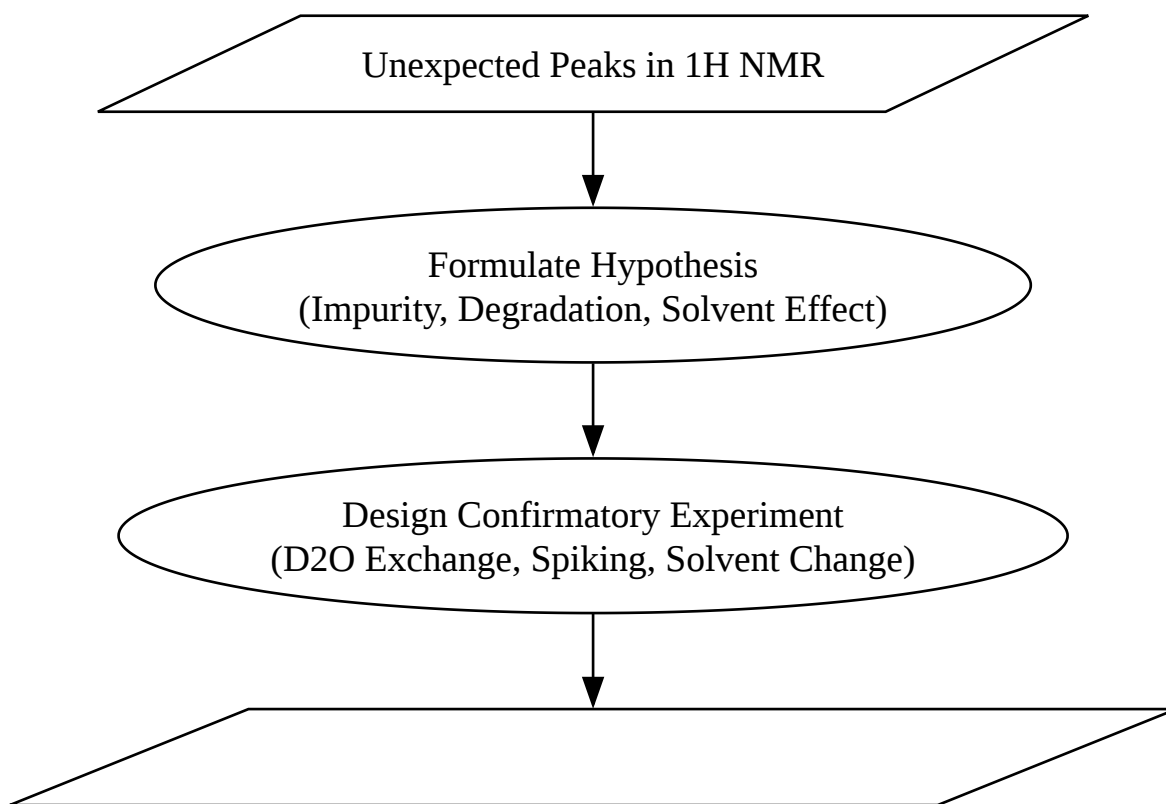 Unexpected Peaks in 1H NMR
Formulate Hypothesis
(Impurity, Degradation, Solvent Effect)
Design Confirmatory Experiment
(D2O Exchange, Spiking, Solvent Change)